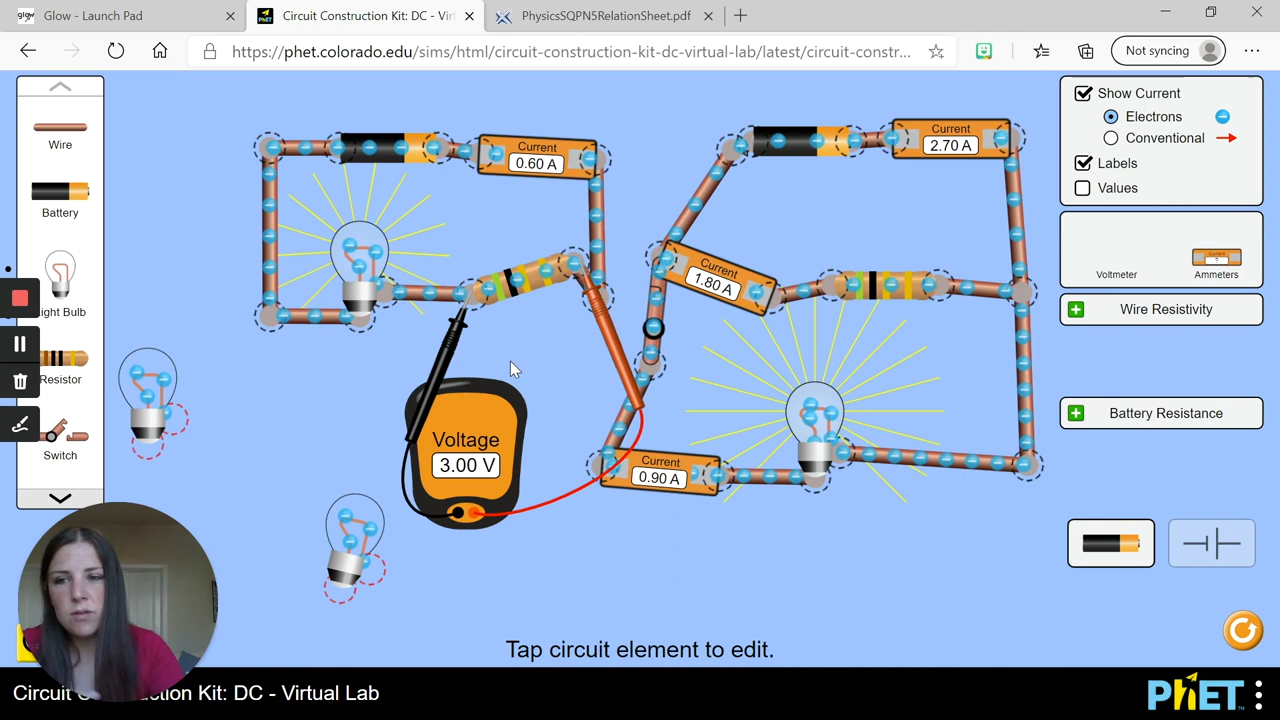 glow
Glow - Launch Pad
Circuit Construction Kit: DC - Virt
PhysicsSQPN5RelationSheet.pdf
https://phet.colorado.edu/sims/html/circuit-construction-kit-dc-virtual-lab/latest/circuit-constr...
Not syncing
Wire
Battery
ight Bulb
Resistor
Switch
Current
0.60 A
Current
2.70 A
Current
1.80 A
Current
0.90 A
Voltage
3.00 V
Show Current
Electrons
Conventional
Labels
Values
Voltmeter
Ammeters
?
Wire Resistivity
Battery Resistance
Tap circuit element to edit.
Circuit C
ction Kit: DC - Virtual Lab
PhET